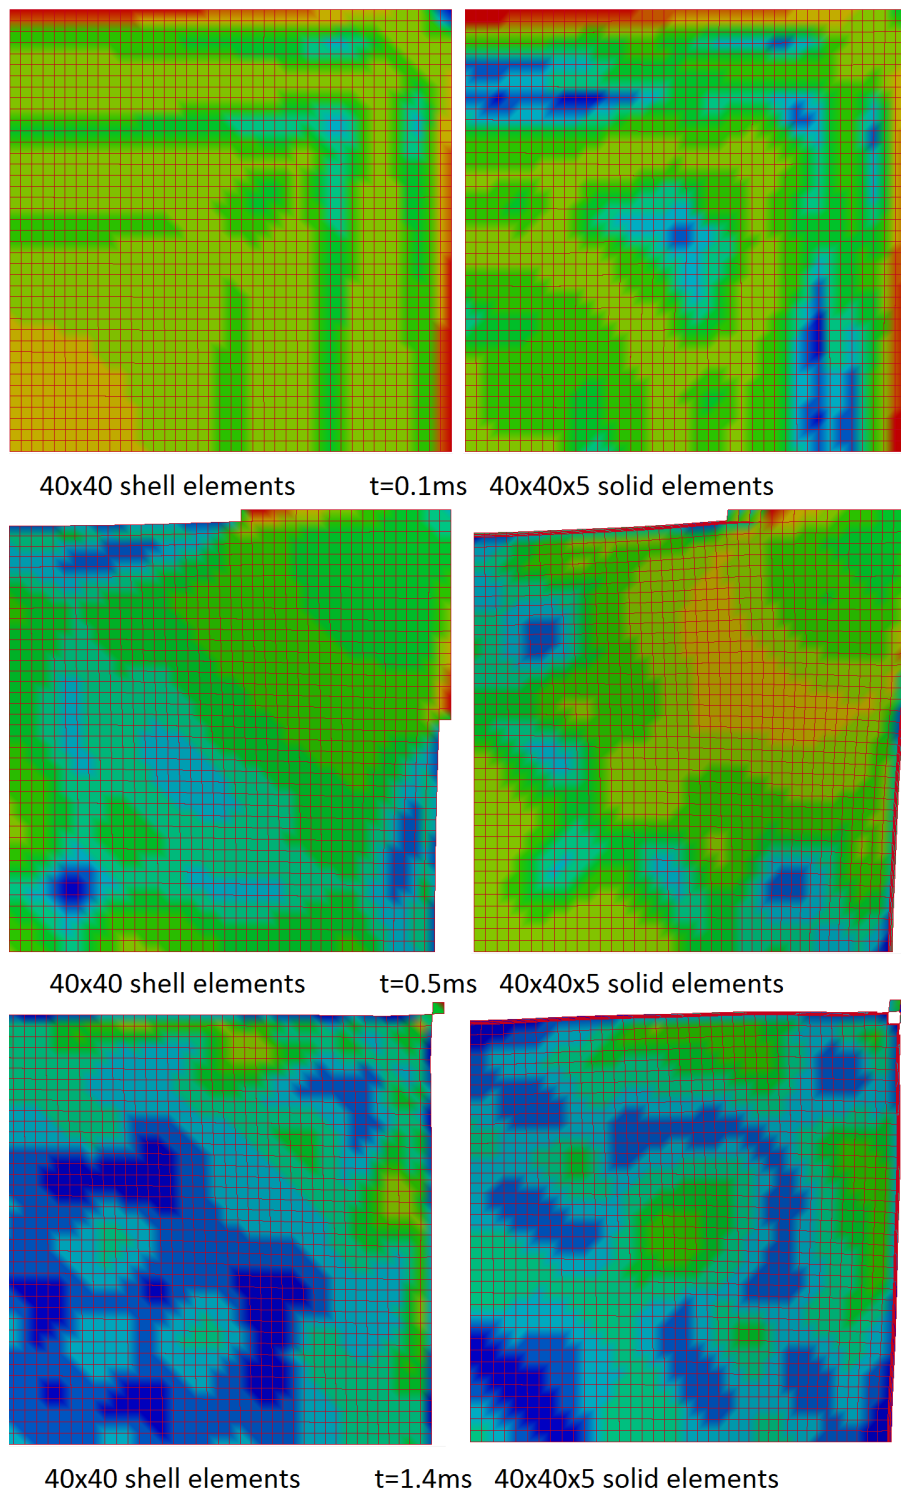 40x40 shell elements t=0.1ms 40x40x5 solid elements
40x40 shell elements t=0.5ms 40x40x5 solid elements
40x40 shell elements t=1.4ms 40x40x5 solid elements